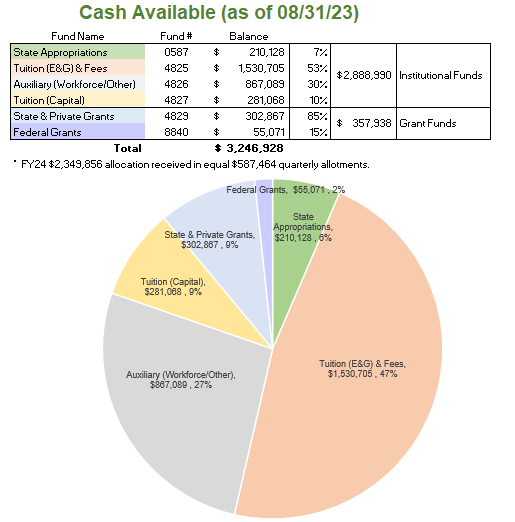 Cash Available (as of 08/31/23)
Fund Name Fund # Balance
State Appropriations 0587 $ 210,128 7%
Tuition (E&G) & Fees 4825 $ 1,530,705 53%
$2,888,990 Institutional Funds
Auxiliary (Workforce/Other) 4826 $ 867,089 30%
Tuition (Capital) 4827 $ 281,068 10%
State & Private Grants 4829 $ 302,867 85%
$ 357,938 Grant Funds
Federal Grants 8840 $ 55,071 15%
Total $ 3,246,928
* FY24 $2,349,856 allocation received in equal $587,464 quarterly allotments.
Federal Grants, $55,071 , 2%
State
Appropriations,
$210,128 , 6%
State & Private Grants,
$302,867 , 9%
Tuition (Capital),
$281,068 , 9%
Tuition (E&G) & Fees,
$1,530,705 , 47%
Auxiliary (Workforce/Other),
$867,089 , 27%